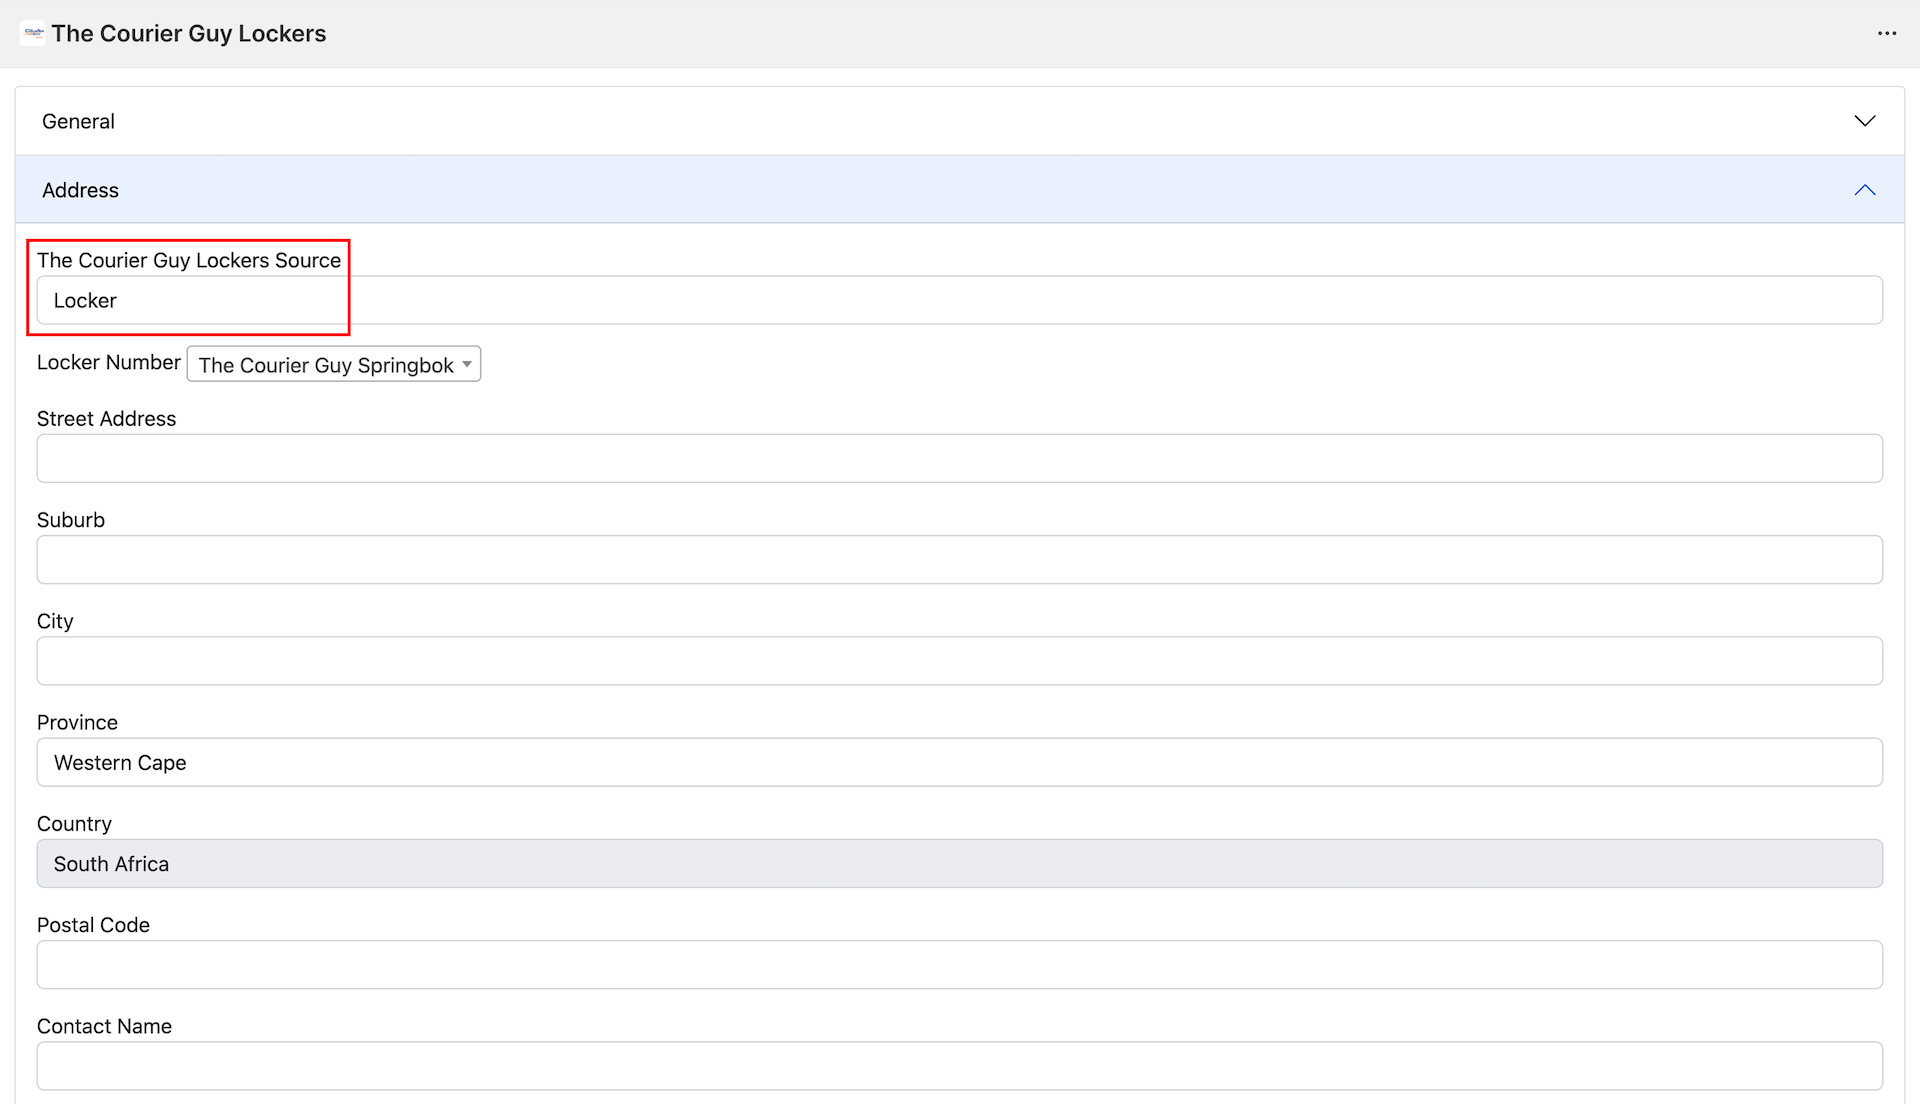 The Courier Guy Lockers
General
Address
The Courier Guy Lockers Source
Locker
Locker Number The Courier Guy Springbok
Street Address
Suburb
City
Province
Western Cape
Country
South Africa
Postal Code
Contact Name